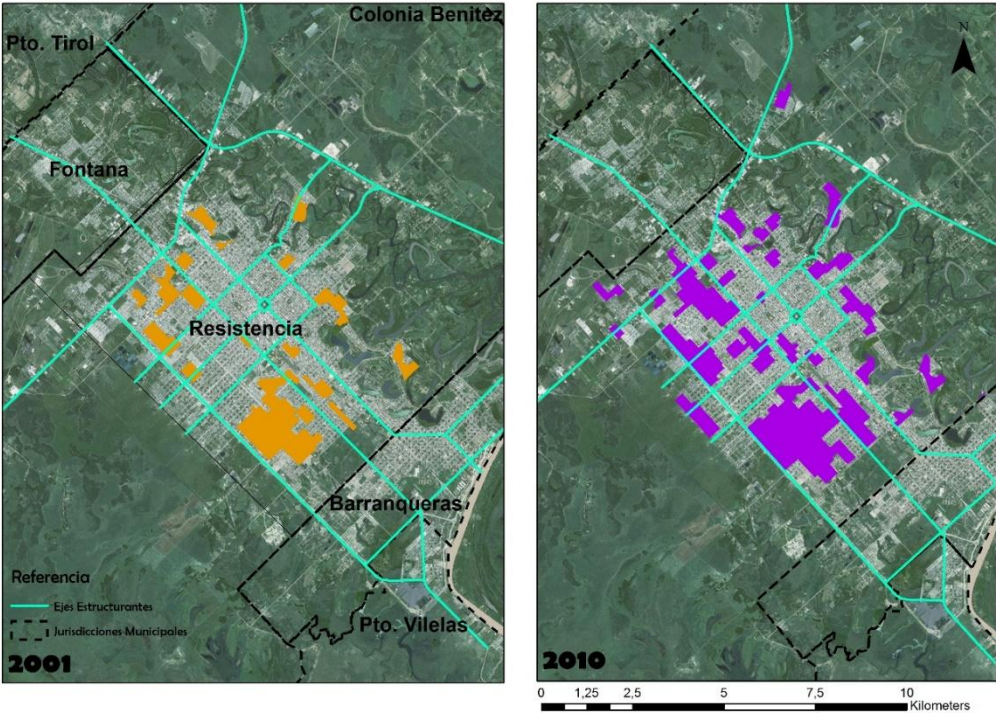 Colonia Benitez
Pto. Tirol
Fontana
Resistencia
Barranqueras
Pto. Vilelas
Referencia
Ejes Estructurantes
Jurisdicciones Municipales
2001
N
2010
0 1,25 2,5 5 7,5 10
Kilometers